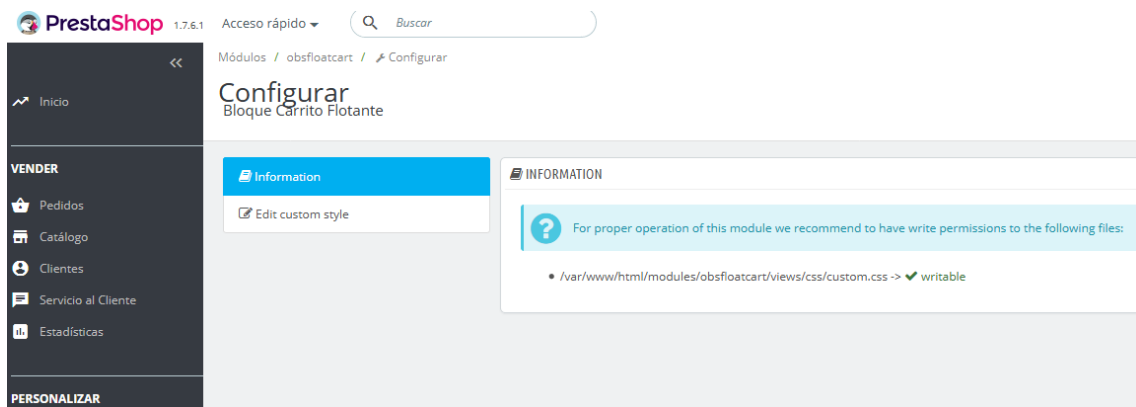 PrestaShop 1.7.6.1 Acceso rápido Buscar
Módulos / obsfloatcart / Configurar
Configurar
Bloque Carrito Flotante
Inicio
VENDER
Pedidos
Catálogo
Clientes
Servicio al Cliente
Estadísticas
PERSONALIZAR
Information
Edit custom style
INFORMATION
For proper operation of this module we recommend to have write permissions to the following files:
/var/www/html/modules/obsfloatcart/views/css/custom.css -> ✔ writable